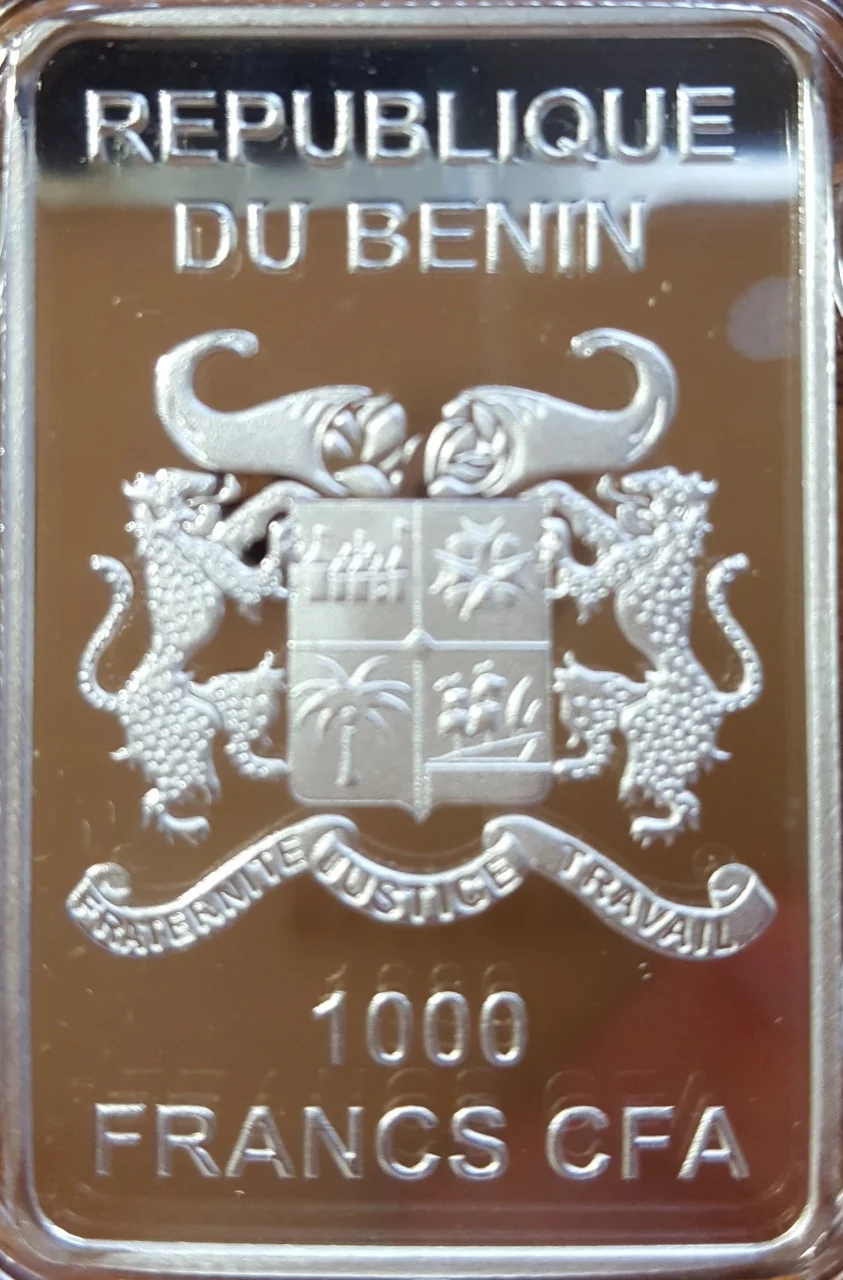 REPUBLIQUE
DU BENIN
FRATERNITE JUSTICE TRAVAIL
1000
FRANCS CFA